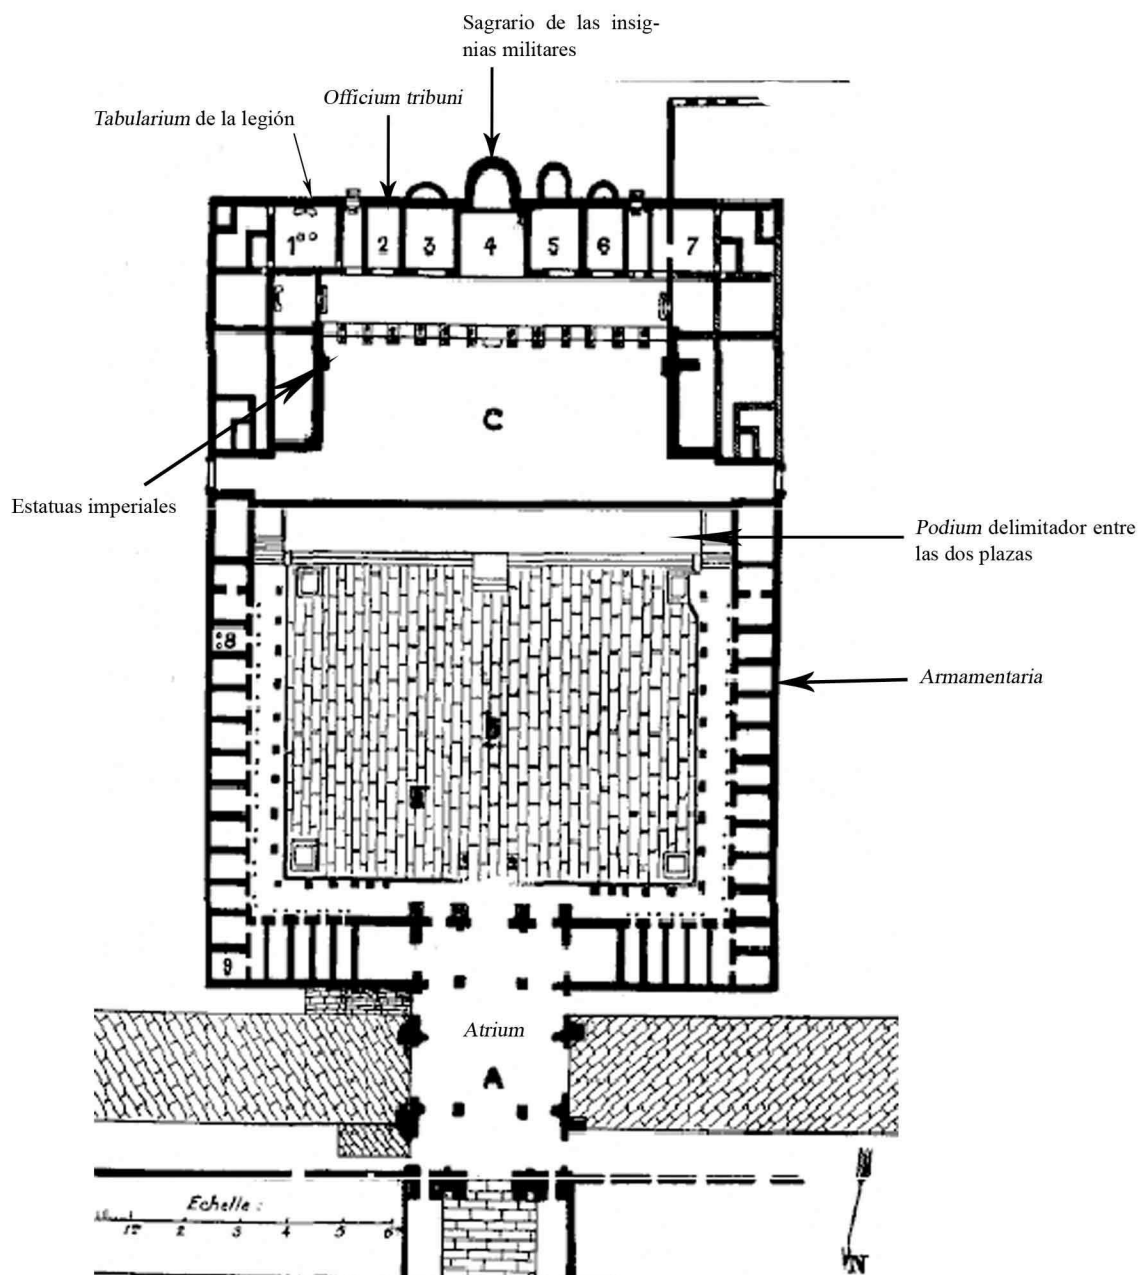 Sagrario de las insig-
nias militares
Officium tribuni
Tabularium de la legión
1
2
3
4
5
6
7
C
Estatuas imperiales
Podium delimitador entre
las dos plazas
8
Armamentaria
9
Atrium
A
Echelle :
1
2
3
4
5
6
N